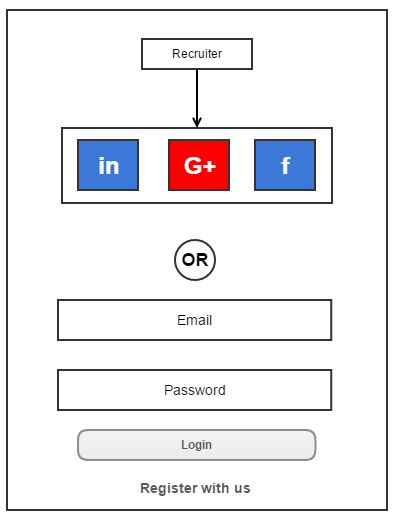 Recruiter
in G+ f
OR
Email
Password
Login
Register with us